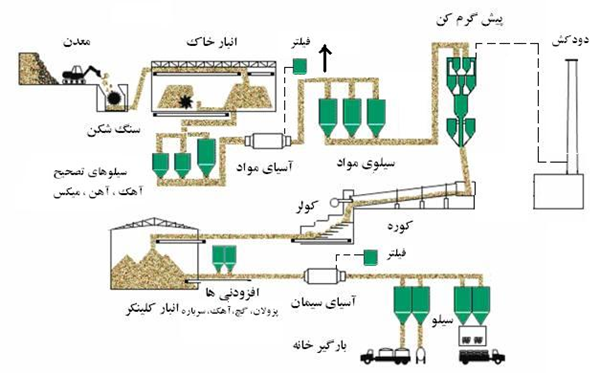 معدن
انبار خاک
فیلتر
پیش گرم کن
دودکش
سنگ شکن
سیلوهای تصحیح
آهک ، آهن ، میکس
آسیای مواد
سیلوی مواد
کولر
کوره
فیلتر
افزودنی ها
پزولان، گچ، آهک، سرباره
انبار کلینکر
آسیای سیمان
سیلو
بارگیر خانه